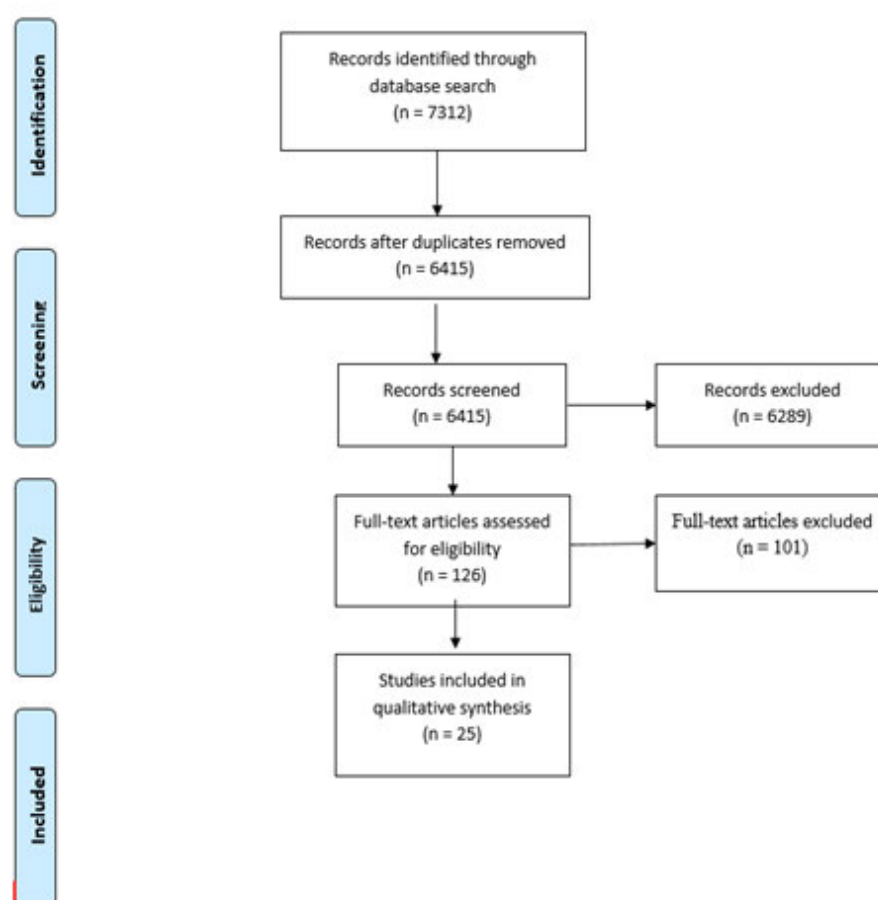 Identification
Records identified through
database search
(n = 7312)
Records after duplicates removed
(n = 6415)
Screening
Records screened
(n = 6415)
Records excluded
(n = 6289)
Eligibility
Full-text articles assessed
for eligibility
(n = 126)
Full-text articles excluded
(n = 101)
Studies included in
qualitative synthesis
(n = 25)
Included